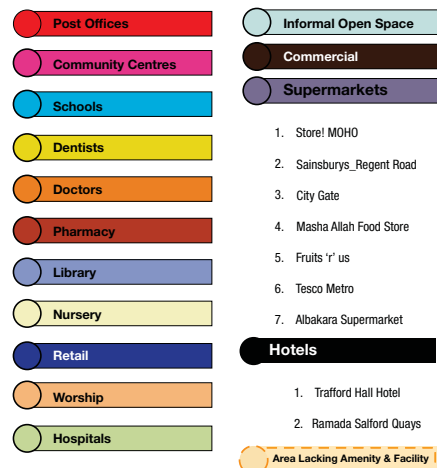 Post Offices
Community Centres
Schools
Dentists
Doctors
Pharmacy
Library
Nursery
Retail
Worship
Hospitals
Informal Open Space
Commercial
Supermarkets
1. Store! MOHO
2. Sainsburys_Regent Road
3. City Gate
4. Masha Allah Food Store
5. Fruits ‘r’ us
6. Tesco Metro
7. Albakara Supermarket
Hotels
1. Trafford Hall Hotel
2. Ramada Salford Quays
Area Lacking Amenity & Facility